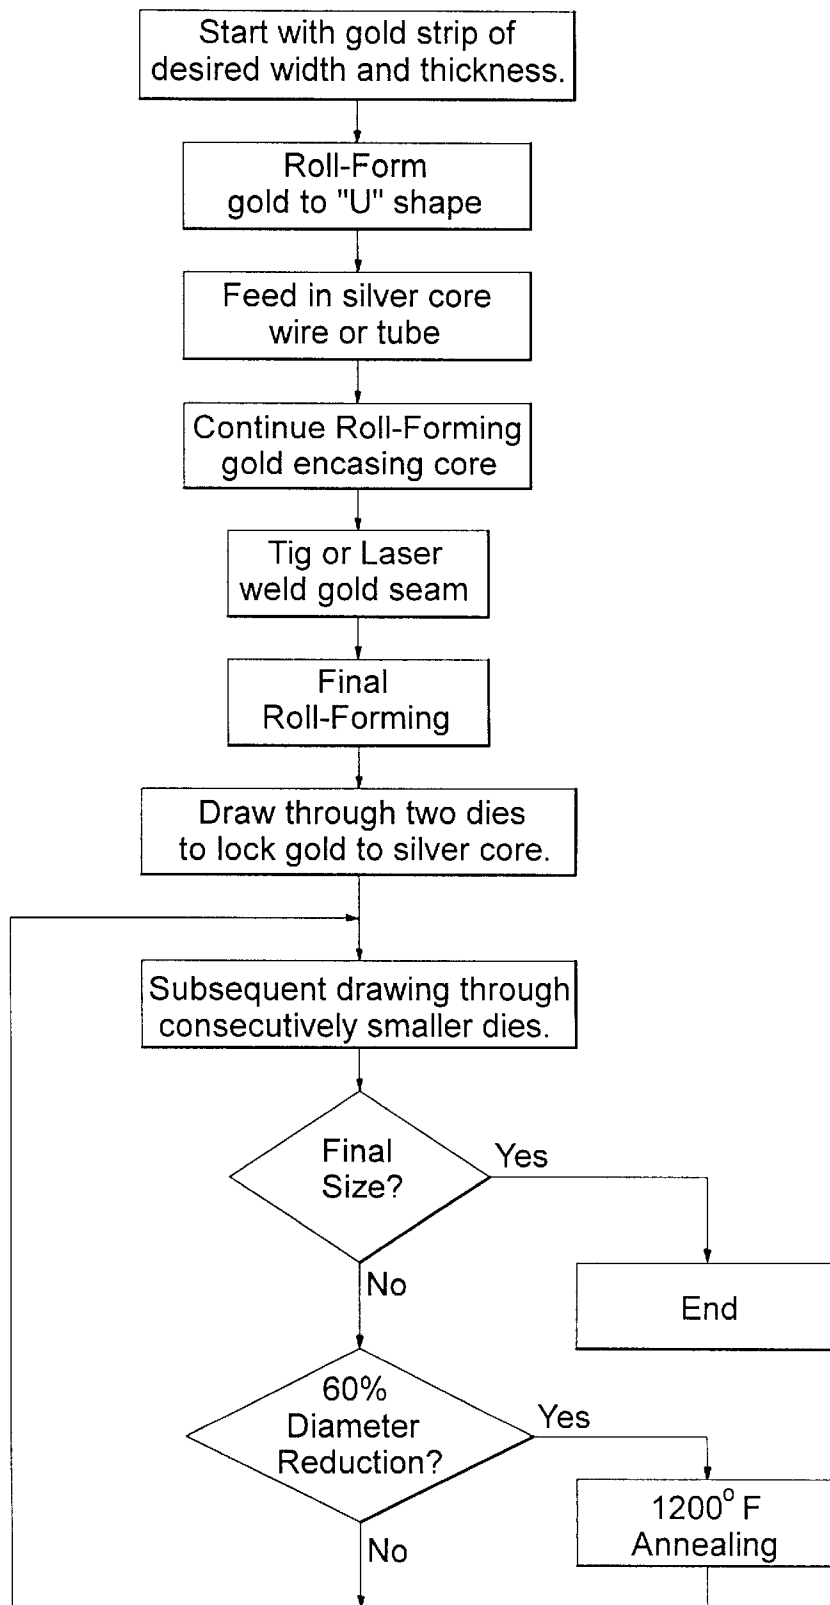 Start with gold strip of
desired width and thickness.
Roll-Form
gold to "U" shape
Feed in silver core
wire or tube
Continue Roll-Forming
gold encasing core
Tig or Laser
weld gold seam
Final
Roll-Forming
Draw through two dies
to lock gold to silver core.
Subsequent drawing through
consecutively smaller dies.
Final
Size?
Yes
No
End
60%
Diameter
Reduction?
Yes
1200° F
Annealing
No